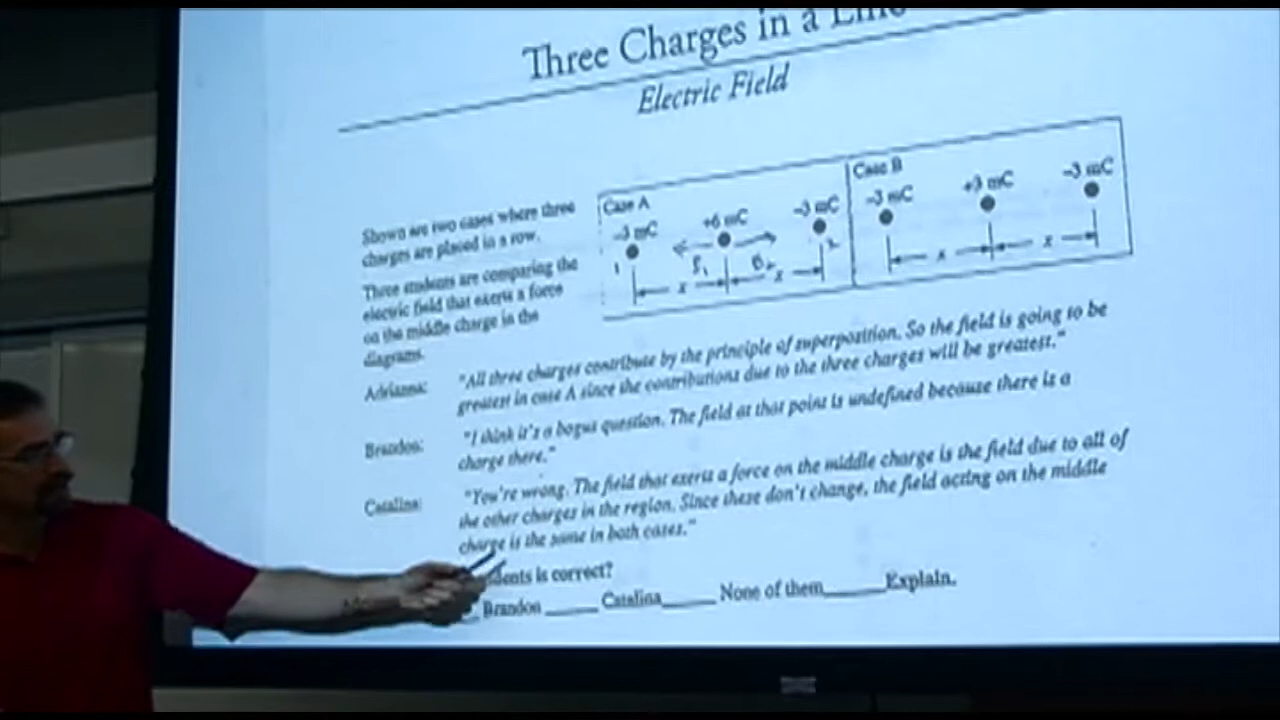 Three Charges in a Line
Electric Field
Shown are two cases where three
charges are placed in a row.
Three students are comparing the
electric field that exerts a force
on the middle charge in the
diagrams.
Case A
-3 mC
+6 mC
-3 mC
x
x
Case B
-3 mC
+3 mC
-3 mC
x
x
Adrianna: "All three charges contribute by the principle of superposition. So the field is going to be
greatest in case A since the contributions due to the three charges will be greatest."
Brandon: "I think it's a bogus question. The field at that point is undefined because there is a
charge there."
Catalina: "You're wrong. The field that exerts a force on the middle charge is the field due to all of
the other charges in the region. Since these don't change, the field acting on the middle
charge is the same in both cases."
is correct?
Brandon _____ Catalina _____ None of them _____ Explain.